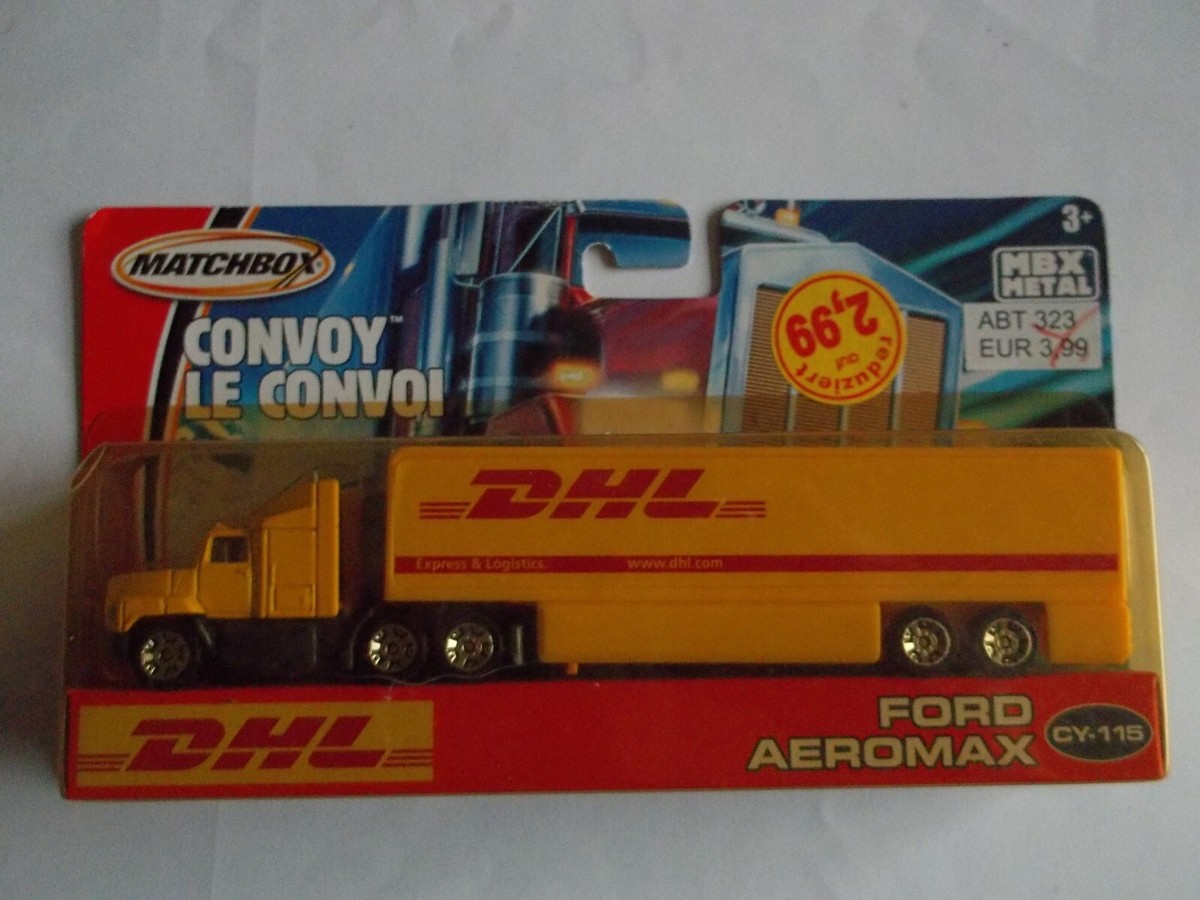 MATCHBOX®
CONVOY™
LE CONVOI
3+
MBX
METAL
ABT 323
EUR 3,99
reduziert
auf
2,99
DHL
Express & Logistics.
www.dhl.com
DHL
FORD
AEROMAX
CY-115